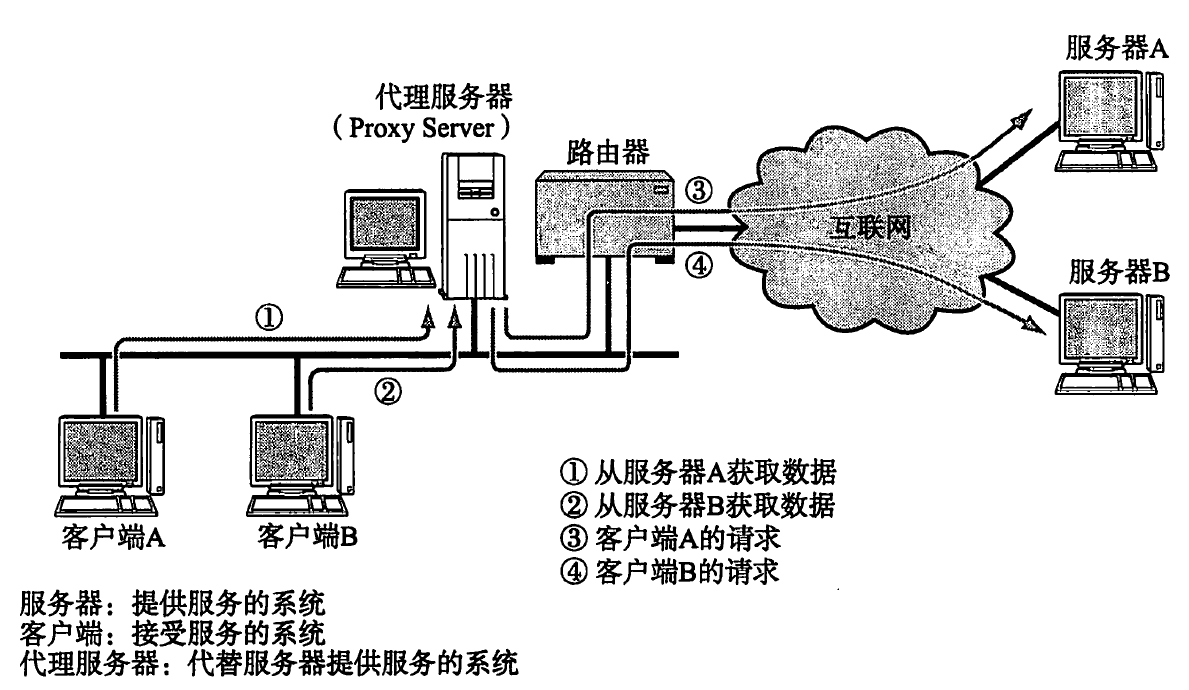 服务器A
代理服务器
（Proxy Server）
路由器
③
互联网
④
服务器B
①
②
客户端A
客户端B
① 从服务器A获取数据
② 从服务器B获取数据
③ 客户端A的请求
④ 客户端B的请求
服务器：提供服务的系统
客户端：接受服务的系统
代理服务器：代替服务器提供服务的系统